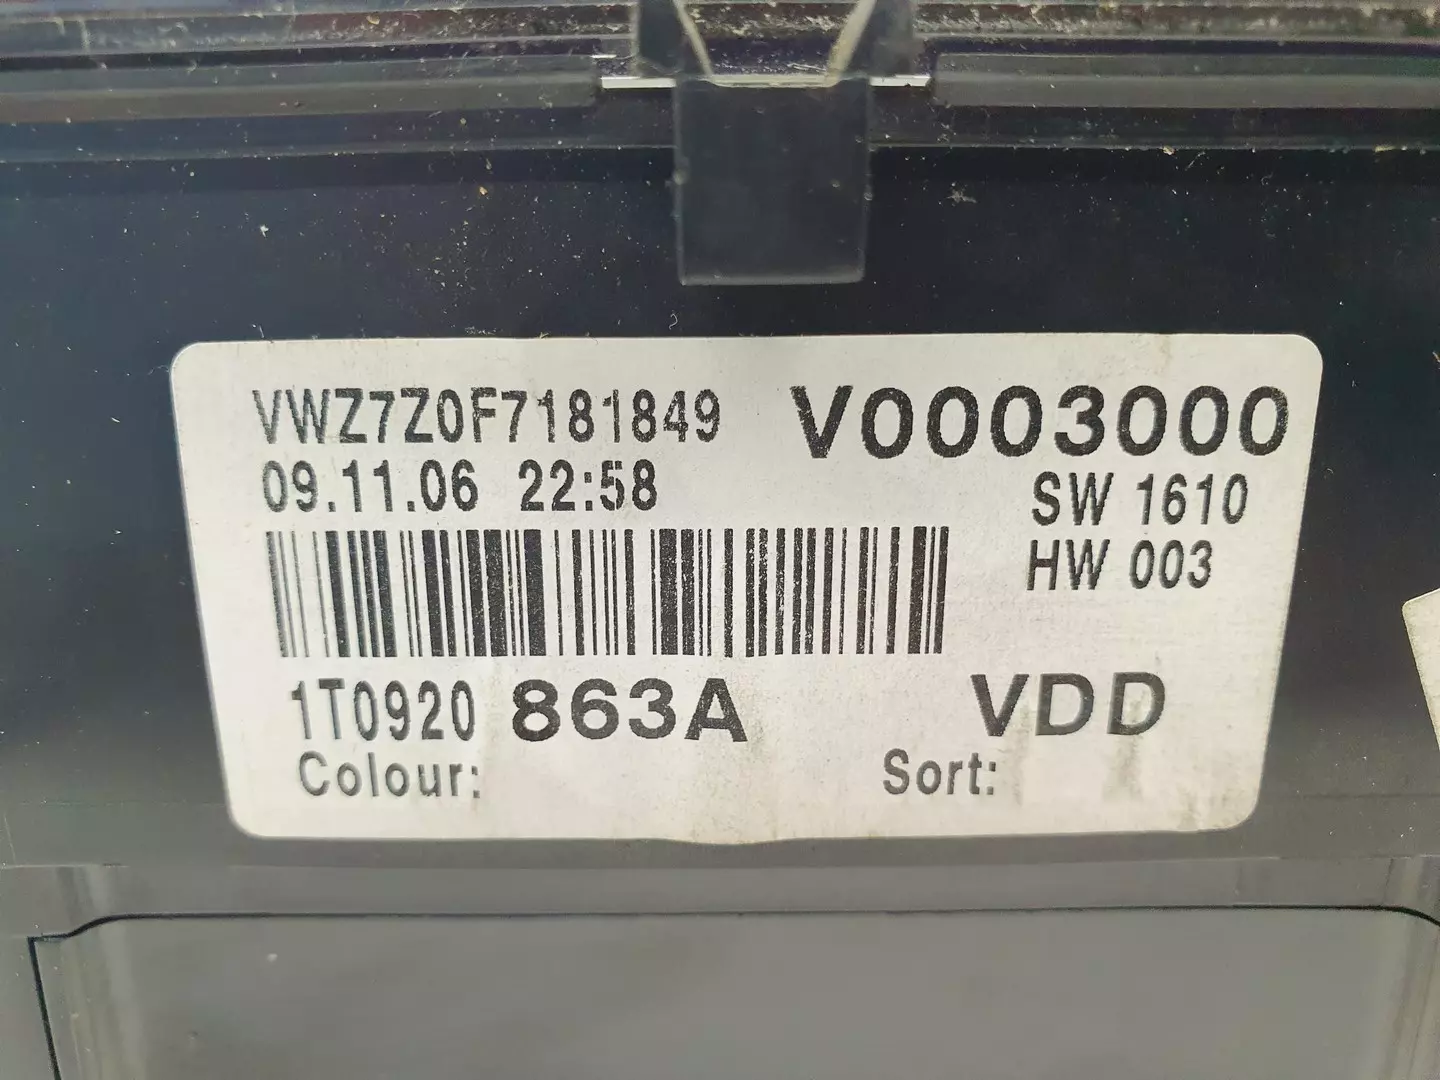 VWZ7Z0F7181849 V0003000
09.11.06 22:58 SW 1610
HW 003
1T0920 863A VDD
Colour: Sort: